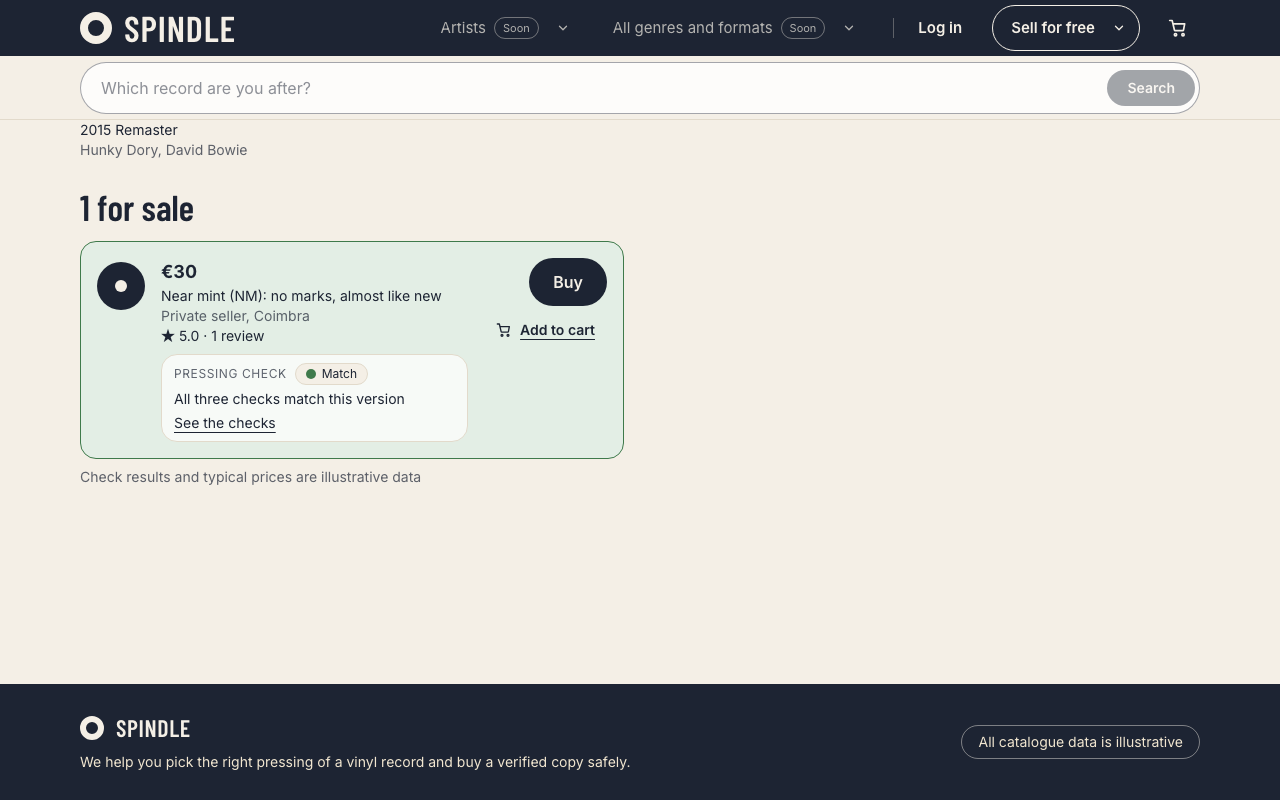 SPINDLE
Artists Soon
All genres and formats Soon
Log in
Sell for free
Which record are you after?
Search
2015 Remaster
Hunky Dory, David Bowie
1 for sale
€30
Near mint (NM): no marks, almost like new
Private seller, Coimbra
★ 5.0 · 1 review
Buy
Add to cart
PRESSING CHECK Match
All three checks match this version
See the checks
Check results and typical prices are illustrative data
SPINDLE
We help you pick the right pressing of a vinyl record and buy a verified copy safely.
All catalogue data is illustrative